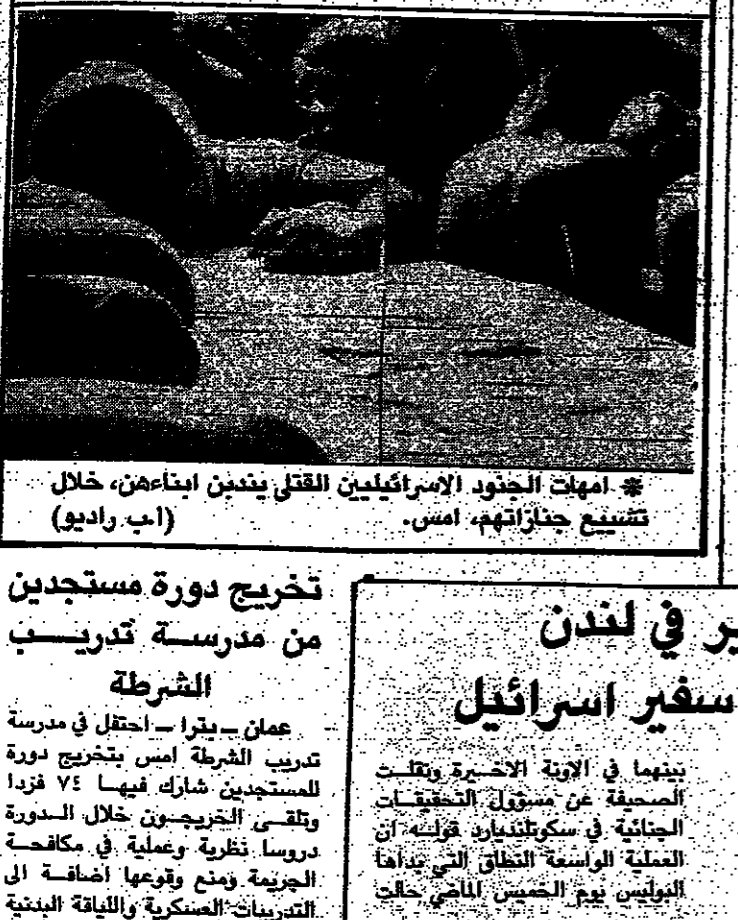 ❋ امهات الجنود الاسرائيليين القتلى يندبن ابناءهن، خلال
تشييع جنازاتهم، امس. (ا.ب راديو)
ير في لندن
سفير اسرائيل
بينهما في الاونة الاخيرة ونقلت
الصحيفة عن مسؤول التحقيقات
الجنائية في سكوتلنديارد قوله ان
العملية الواسعة النطاق التي بداها
البوليس يوم الخميس الماضي حالت
تخريج دورة مستجدين
من مدرسة تدريب
الشرطة
عمان – بترا – احتفل في مدرسة
تدريب الشرطة امس بتخريج دورة
للمستجدين شارك فيها ٧٤ فردا
وتلقى الخريجون خلال الدورة
دروسا نظرية وعملية في مكافحة
الجريمة ومنع وقوعها اضافة الى
التدريبات العسكرية واللياقة البدنية